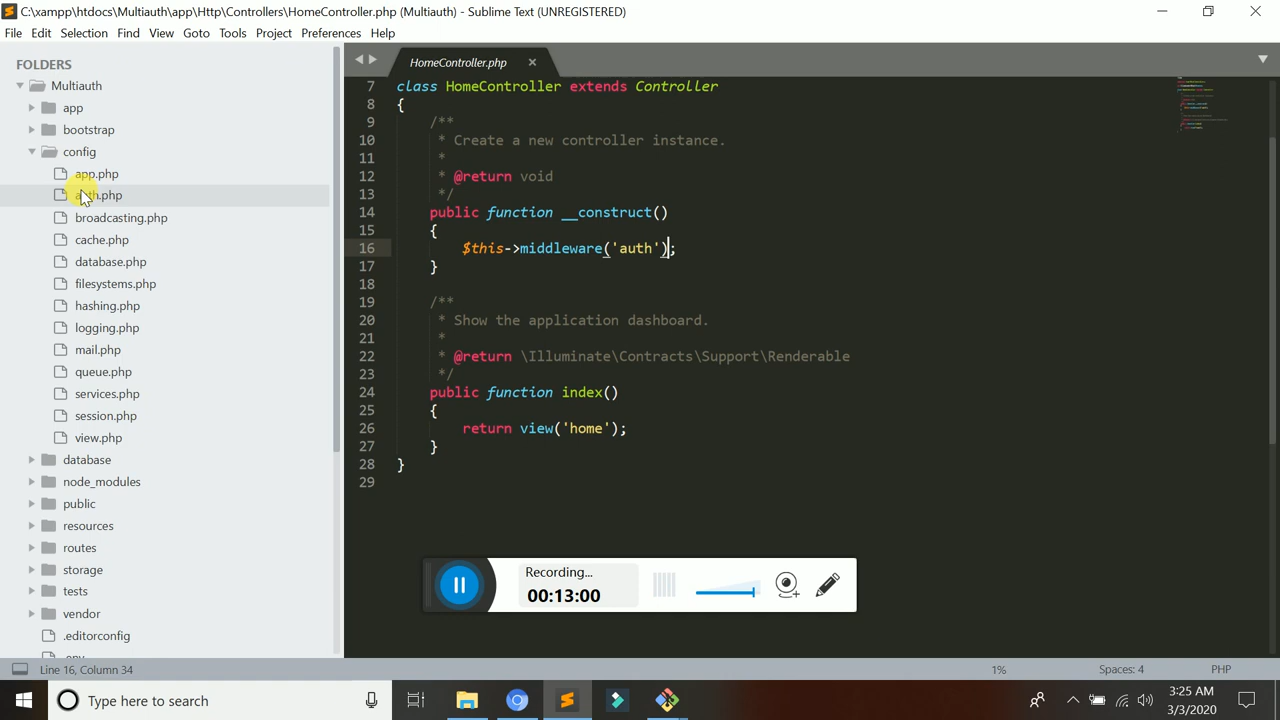 C:\xampp\htdocs\Multiauth\app\Http\Controllers\HomeController.php (Multiauth) - Sublime Text (UNREGISTERED)
File Edit Selection Find View Goto Tools Project Preferences Help
FOLDERS
Multiauth
app
bootstrap
config
app.php
auth.php
broadcasting.php
cache.php
database.php
filesystems.php
hashing.php
logging.php
mail.php
queue.php
services.php
session.php
view.php
database
node_modules
public
resources
routes
storage
tests
vendor
.editorconfig
HomeController.php
7 class HomeController extends Controller
8 {
9 /**
10 * Create a new controller instance.
11 *
12 * @return void
13 */
14 public function __construct()
15 {
16 $this->middleware('auth');
17 }
18
19 /**
20 * Show the application dashboard.
21 *
22 * @return \Illuminate\Contracts\Support\Renderable
23 */
24 public function index()
25 {
26 return view('home');
27 }
28 }
29
Recording...
00:13:00
Line 16, Column 34 1% Spaces: 4 PHP
Type here to search
3:25 AM
3/3/2020